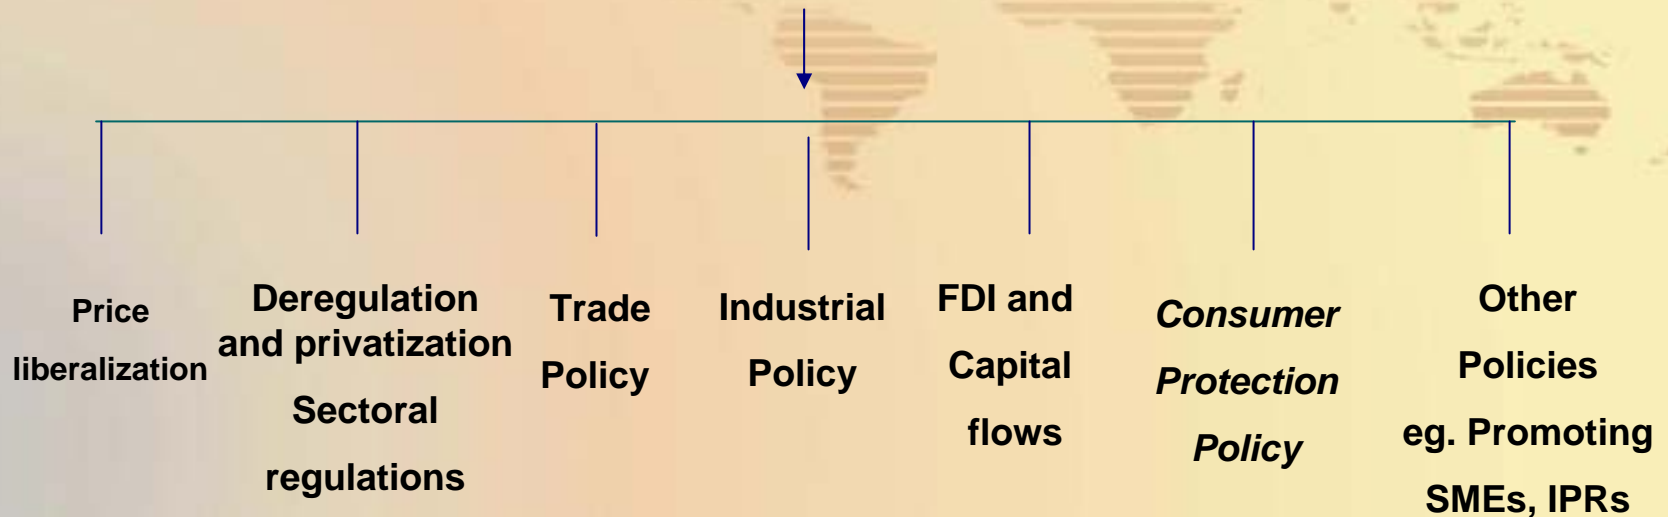 Price
liberalization
Deregulation
and privatization
Sectoral
regulations
Trade
Policy
Industrial
Policy
FDI and
Capital
flows
Consumer
Protection
Policy
Other
Policies
eg. Promoting
SMEs, IPRs